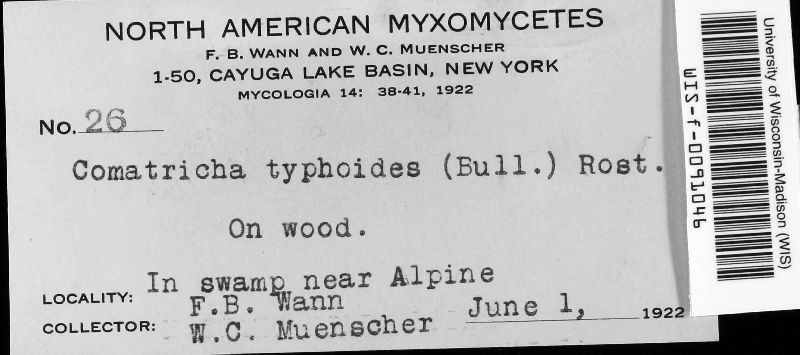 NORTH AMERICAN MYXOMYCETES
F. B. WANN AND W. C. MUENSCHER
1-50, CAYUGA LAKE BASIN, NEW YORK
MYCOLOGIA 14: 38-41, 1922
No. 26
Comatricha typhoides (Bull.) Rost.
On wood.
LOCALITY: In swamp near Alpine
COLLECTOR: F.B. Wann
W.C. Muenscher June 1, 1922
University of Wisconsin-Madison (WIS)
WIS-f-0091046